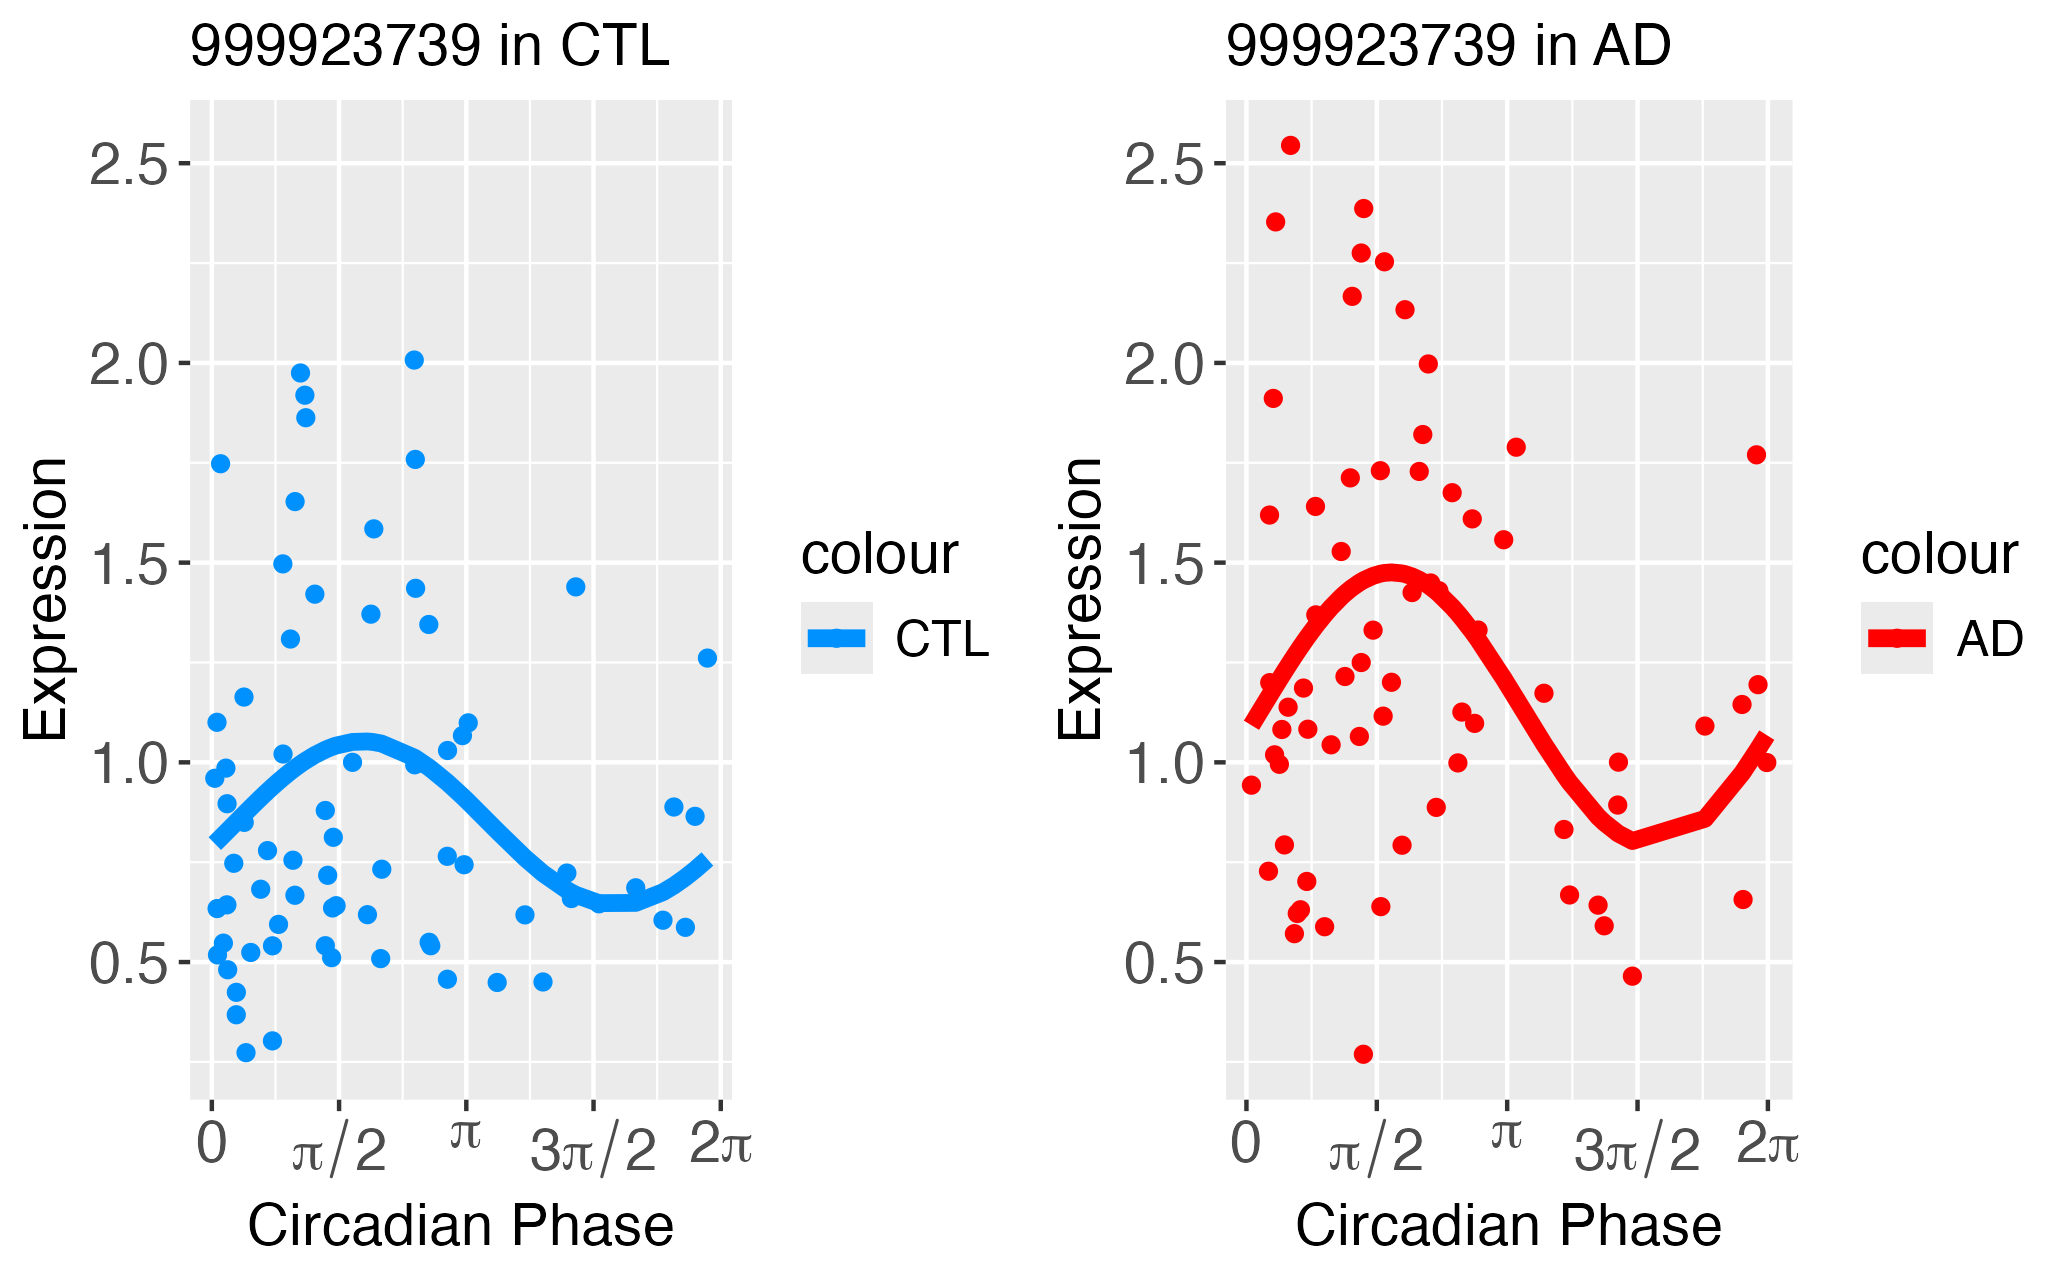 999923739 in CTL
2.5
2.0
1.5
1.0
0.5
Expression
0 π/2 π 3π/2 2π
Circadian Phase
colour
CTL
999923739 in AD
2.5
2.0
1.5
1.0
0.5
Expression
0 π/2 π 3π/2 2π
Circadian Phase
colour
AD